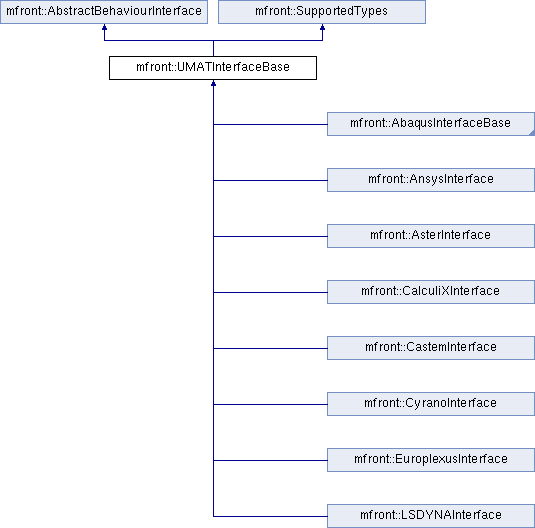 mfront::AbstractBehaviourInterface
mfront::SupportedTypes
mfront::UMATInterfaceBase
mfront::AbaqusInterfaceBase
mfront::AnsysInterface
mfront::AsterInterface
mfront::CalculiXInterface
mfront::CastemInterface
mfront::CyranoInterface
mfront::EuroplexusInterface
mfront::LSDYNAInterface